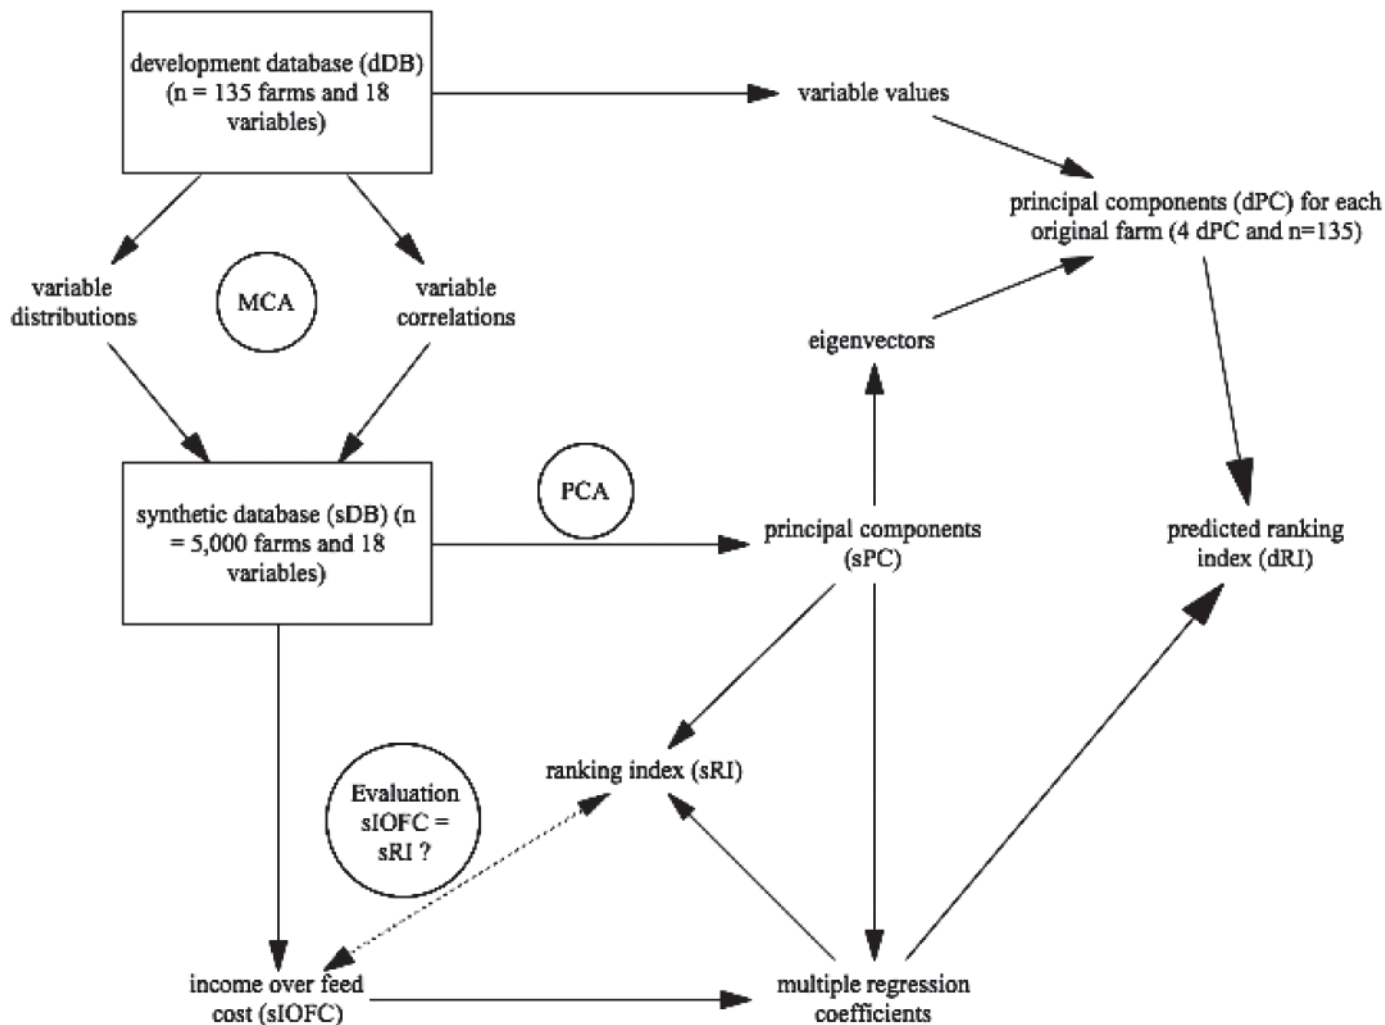 development database (dDB)
(n = 135 farms and 18
variables)
variable values
principal components (dPC) for each
original farm (4 dPC and n=135)
variable
distributions
MCA
variable
correlations
eigenvectors
synthetic database (sDB) (n
= 5,000 farms and 18
variables)
PCA
principal components
(sPC)
predicted ranking
index (dRI)
ranking index (sRI)
Evaluation
sIOFC =
sRI ?
income over feed
cost (sIOFC)
multiple regression
coefficients